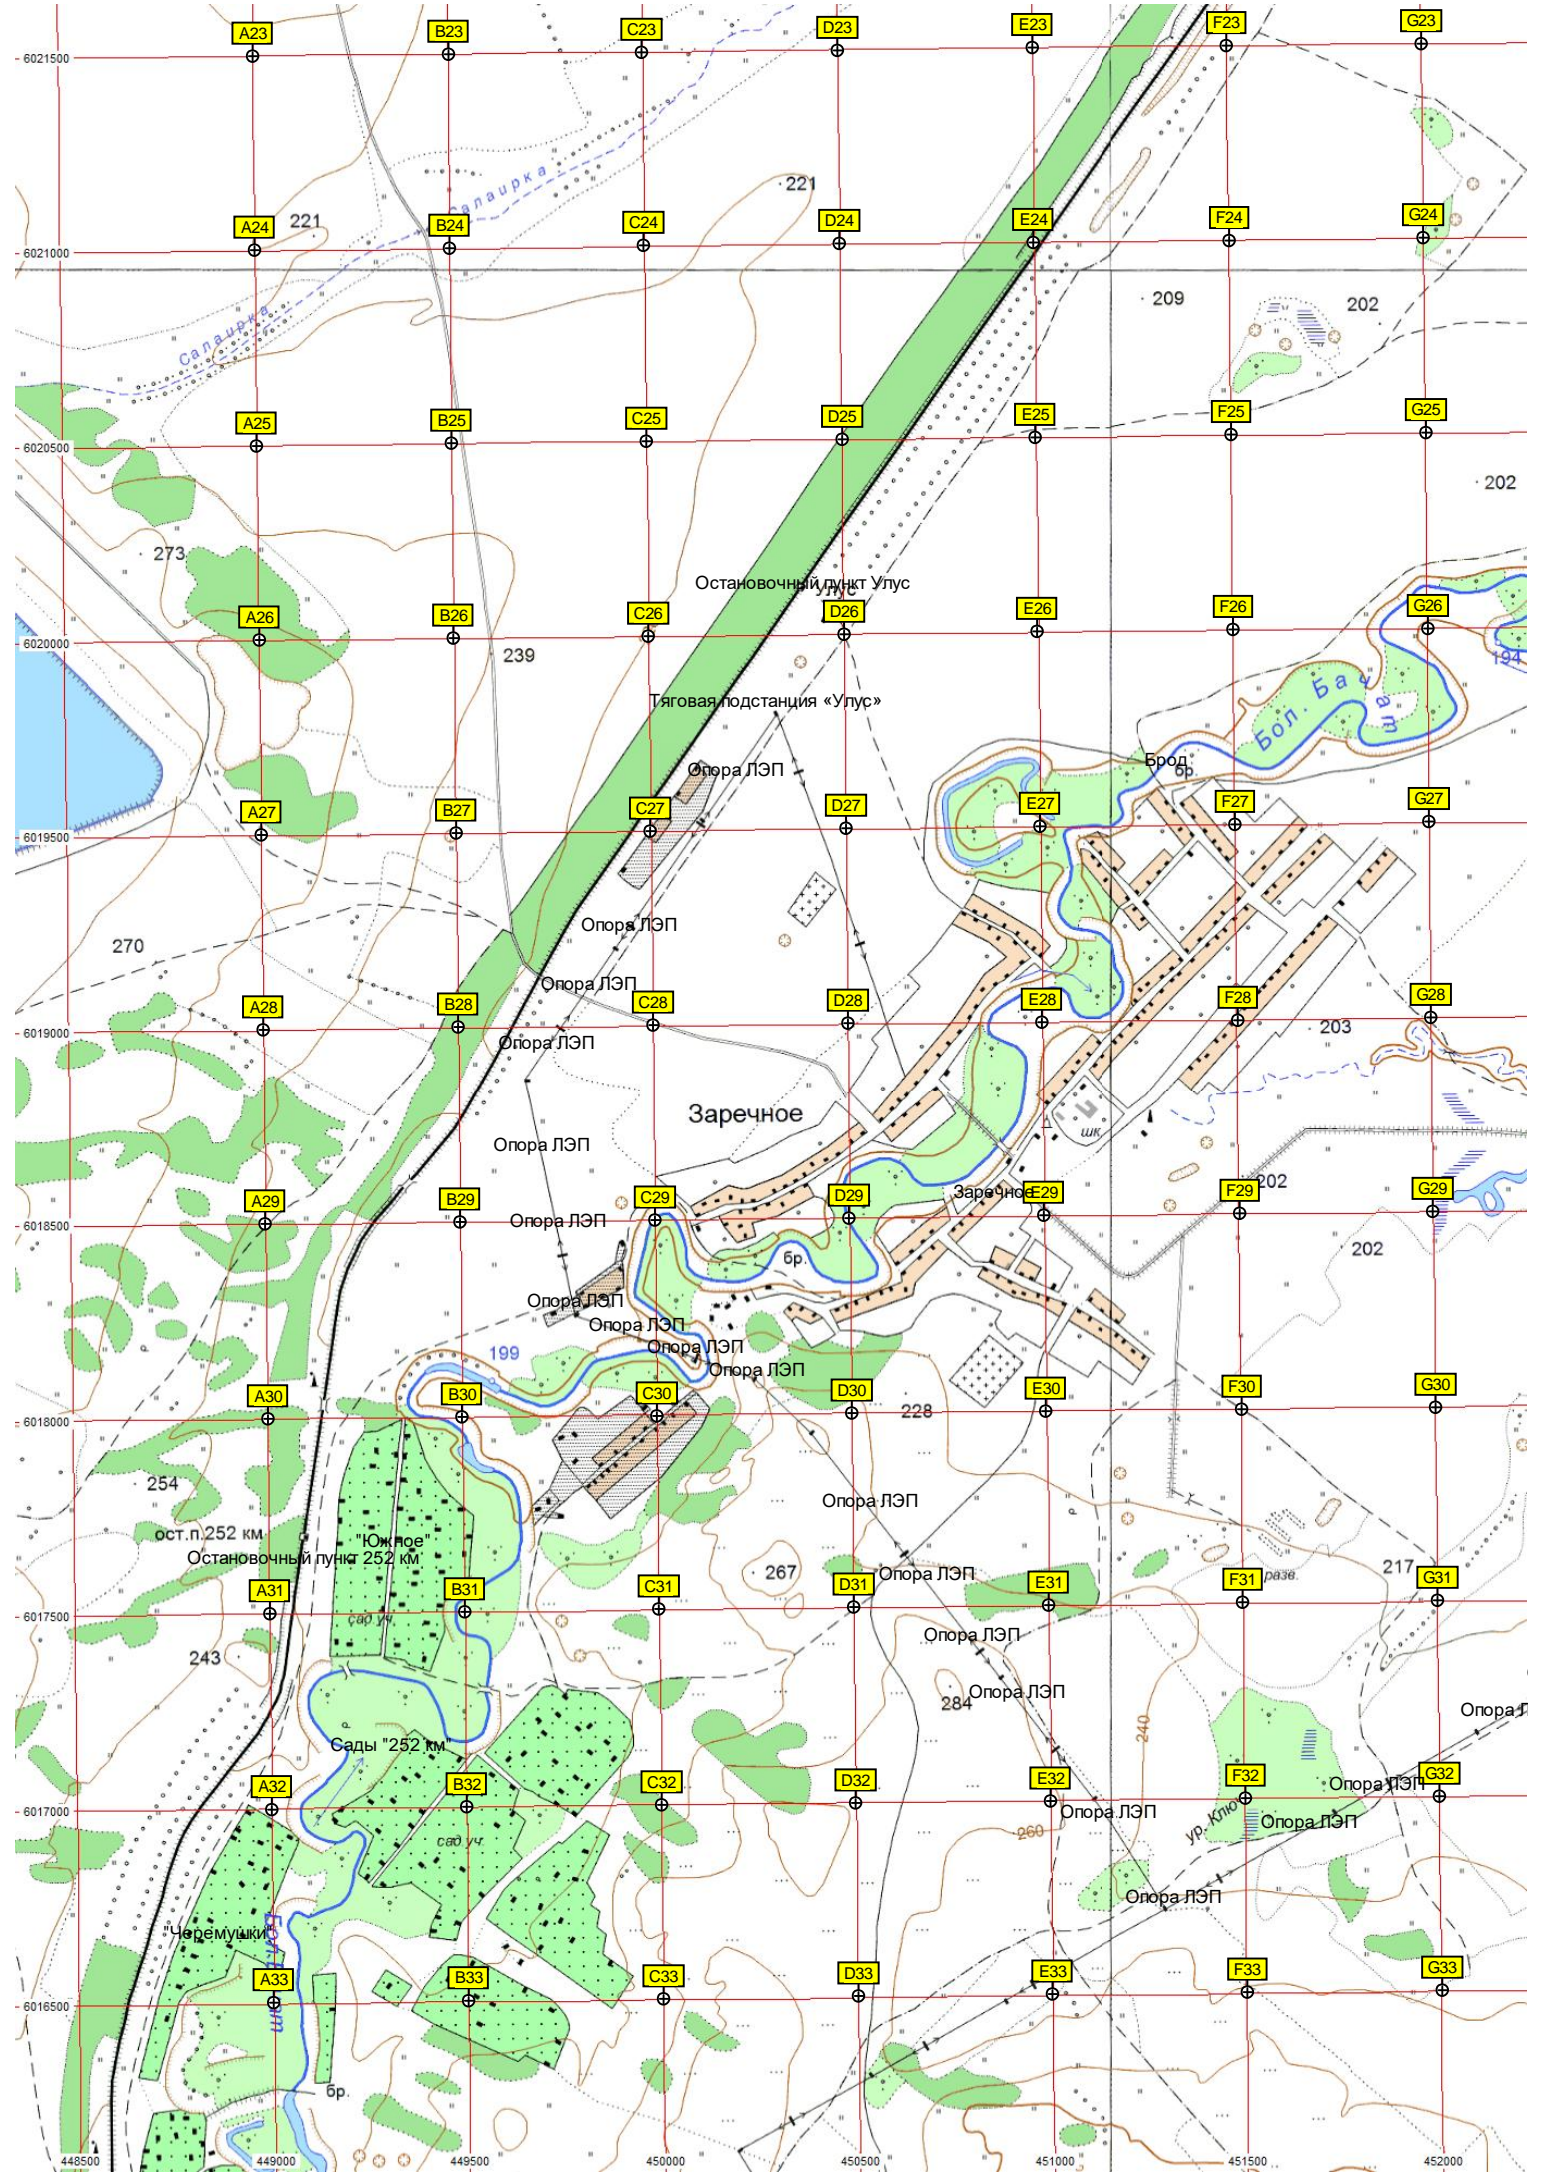 A23 B23 C23 D23 E23 F23 G23
6021500
Салаирка
221
221
A24 B24 C24 D24 E24 F24 G24
6021000
209
202
Салаирка
A25 B25 C25 D25 E25 F25 G25
6020500
202
273
Остановочный пункт Улус
Улус
A26 B26 C26 D26 E26 F26 G26
6020000
239
194
Бол. Бачат
Тяговая подстанция «Улус»
Брод
бр.
Опора ЛЭП
A27 B27 C27 D27 E27 F27 G27
6019500
Опора ЛЭП
270
Опора ЛЭП
A28 B28 C28 D28 E28 F28 G28
6019000
203
Опора ЛЭП
Заречное
шк.
Опора ЛЭП
202
Заречное
A29 B29 C29 D29 E29 F29 G29
6018500
Опора ЛЭП
202
бр.
Опора ЛЭП
Опора ЛЭП
199
Опора ЛЭП
Опора ЛЭП
A30 B30 C30 D30 E30 F30 G30
6018000
228
254
Опора ЛЭП
ост.п.252 км
"Южное"
Остановочный пункт 252 км
267
Опора ЛЭП
217
разв.
A31 B31 C31 D31 E31 F31 G31
6017500
сад.уч.
Опора ЛЭП
243
Опора ЛЭП
284
Опора Л
240
Сады "252 км"
A32 B32 C32 D32 E32 F32 G32
Опора ЛЭП
6017000
Опора ЛЭП
ур. Клю
Опора ЛЭП
260
сад.уч.
Опора ЛЭП
"Черемушки"
A33 B33 C33 D33 E33 F33 G33
6016500
бр.
448500 449000 449500 450000 450500 451000 451500 452000